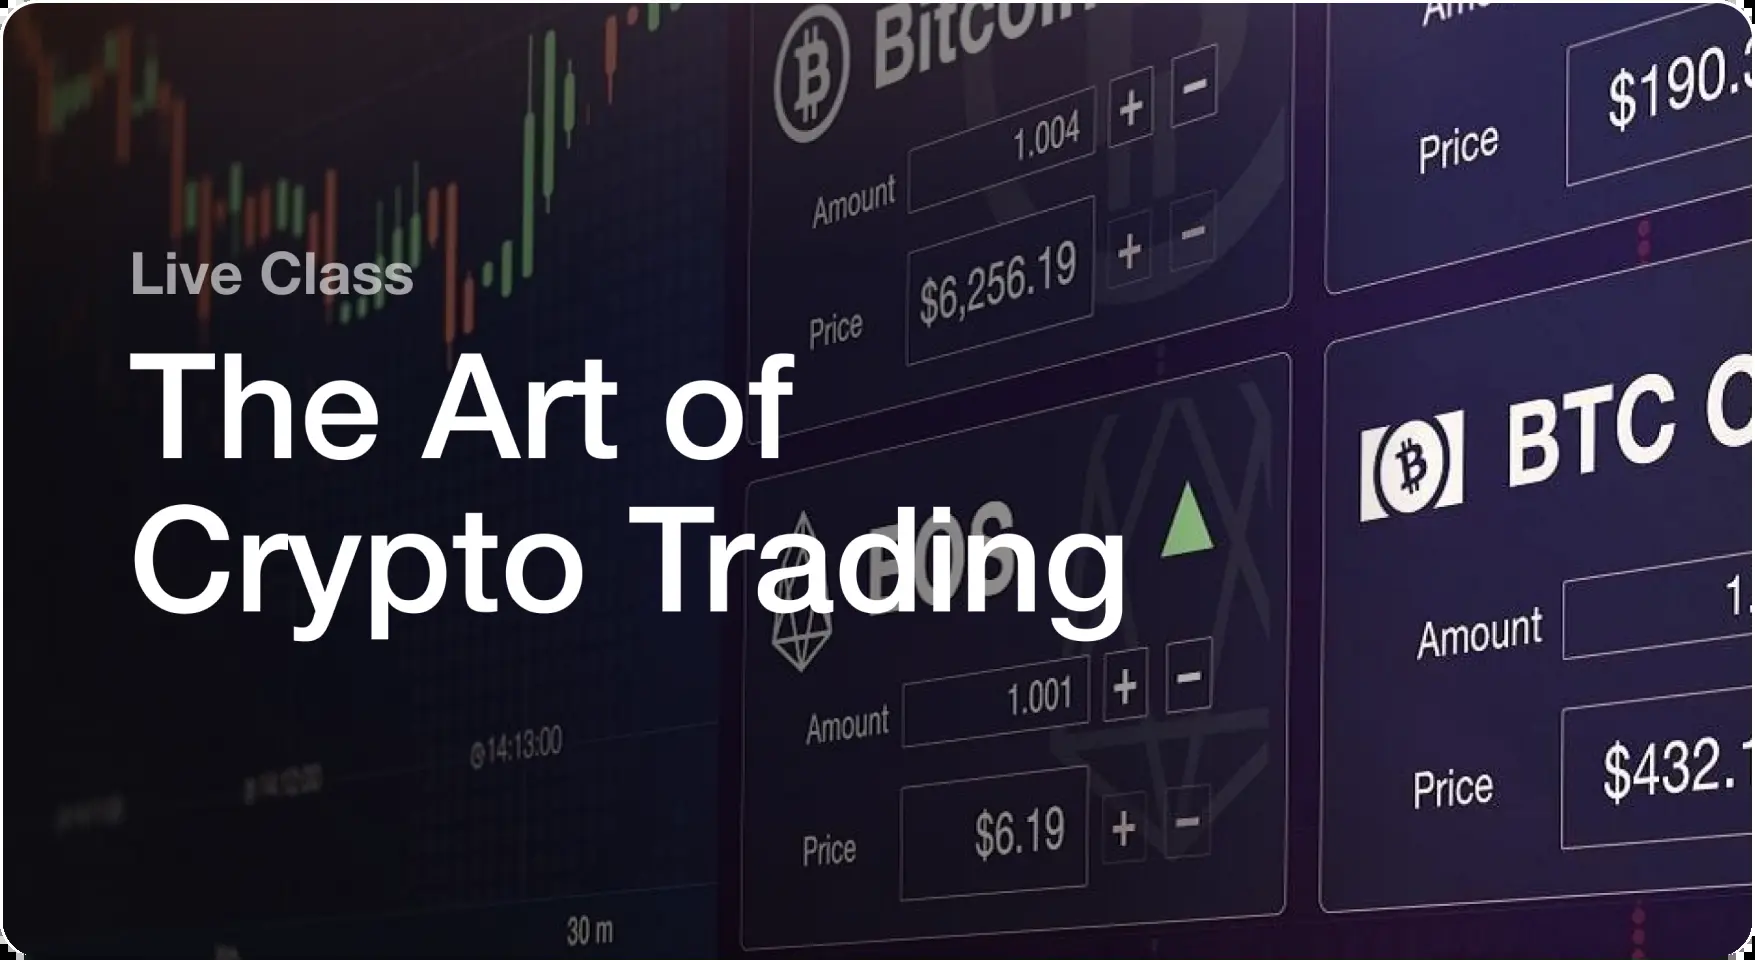 Live Class
The Art of
Crypto Trading
Bitcoin
Amount 1.004 + −
Price $6,256.19 + −
EOS
Amount 1.001 + −
Price $6.19 + −
Price $190.
BTC
Amount 1.
Price $432.
14:13:00
30 m